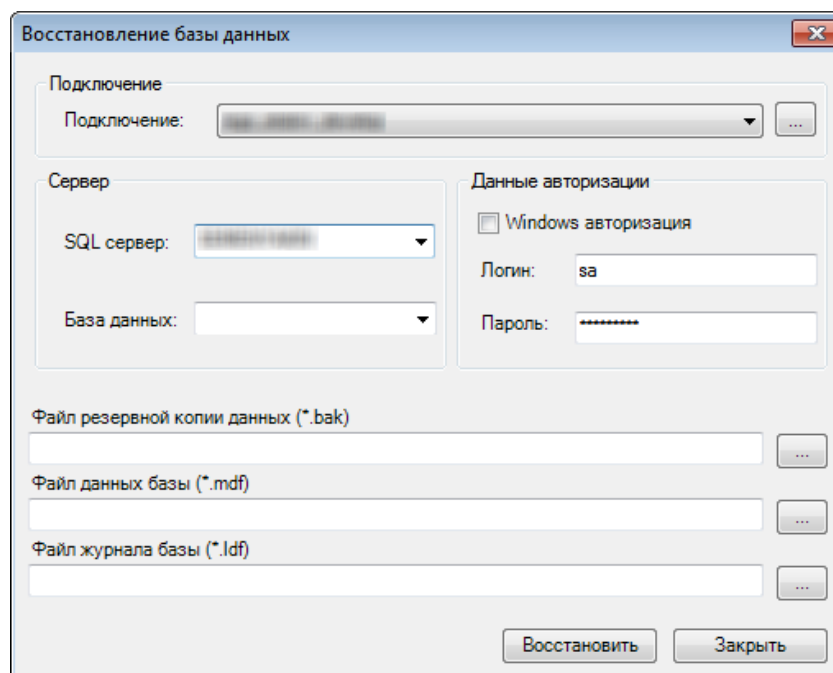 Восстановление базы данных
Подключение
Подключение:
...
Сервер
SQL сервер:
База данных:
Данные авторизации
Windows авторизация
Логин: sa
Пароль: *********
Файл резервной копии данных (*.bak)
...
Файл данных базы (*.mdf)
...
Файл журнала базы (*.ldf)
...
Восстановить Закрыть